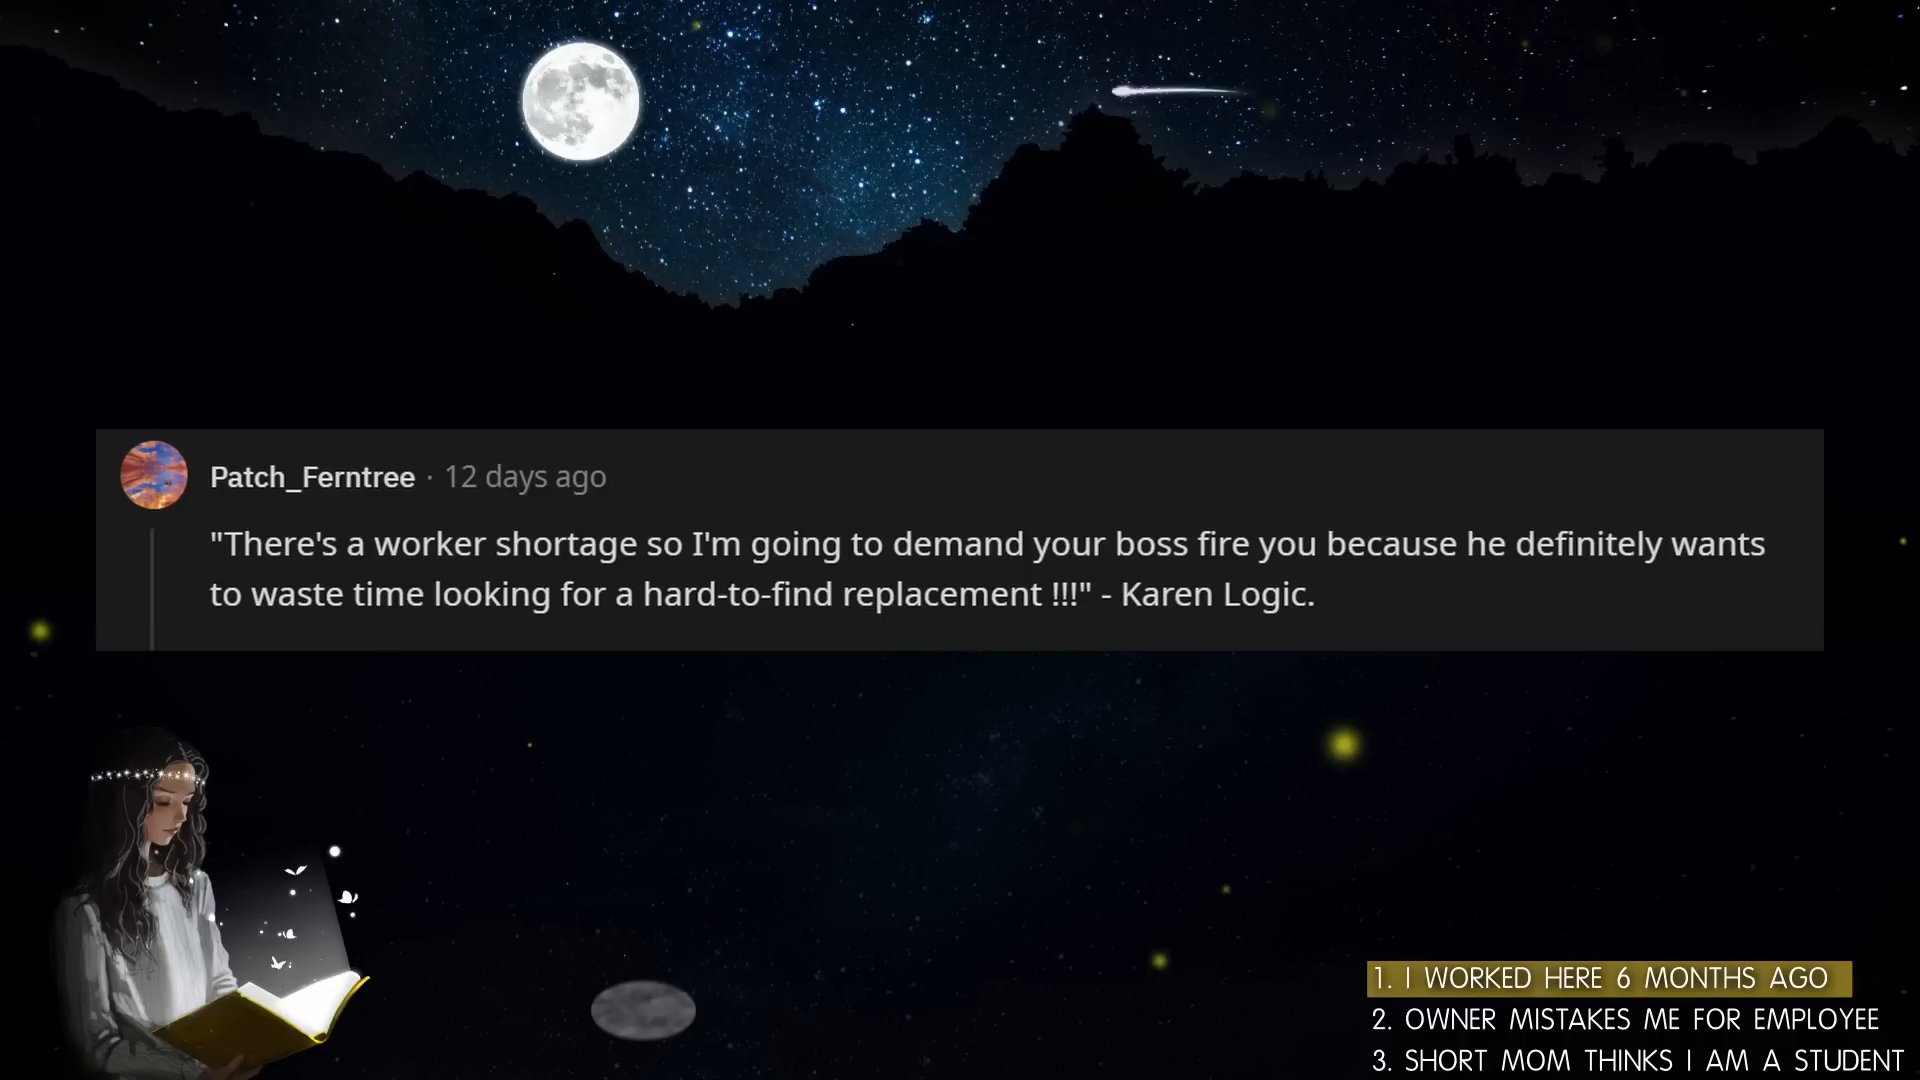 Patch_Ferntree · 12 days ago
"There's a worker shortage so I'm going to demand your boss fire you because he definitely wants
to waste time looking for a hard-to-find replacement !!!" - Karen Logic.
1. I WORKED HERE 6 MONTHS AGO
2. OWNER MISTAKES ME FOR EMPLOYEE
3. SHORT MOM THINKS I AM A STUDENT